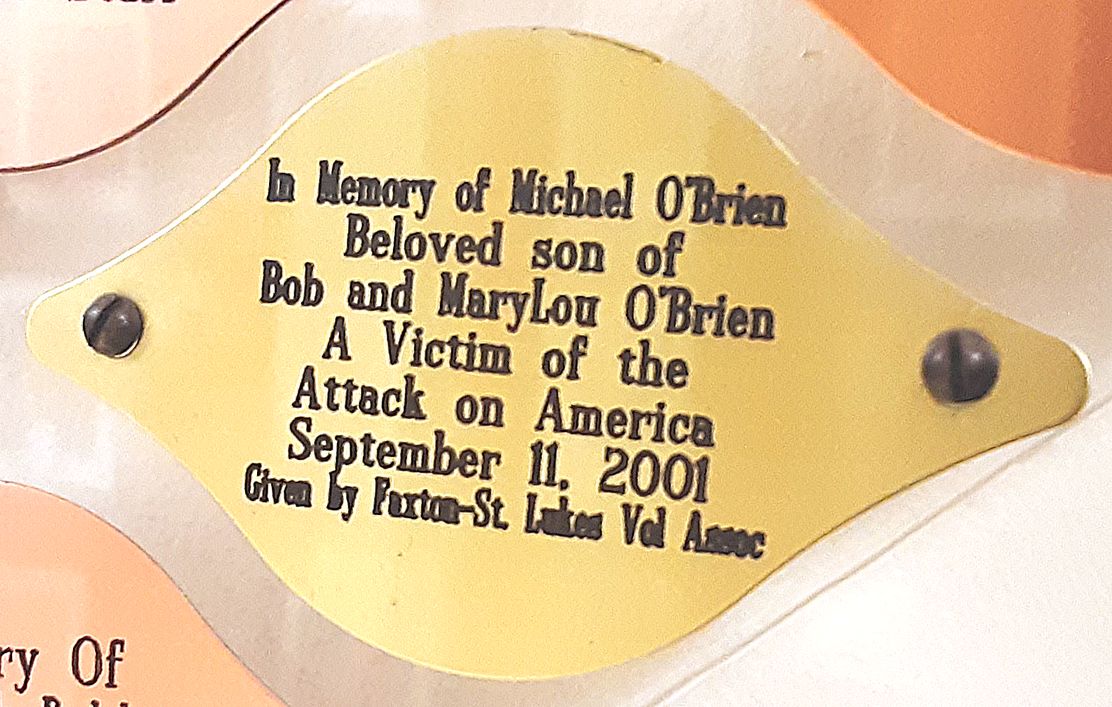 In Memory of Michael O'Brien
Beloved son of
Bob and MaryLou O'Brien
A Victim of the
Attack on America
September 11, 2001
Given by Faxton-St. Lukes Vol Assoc
ry Of